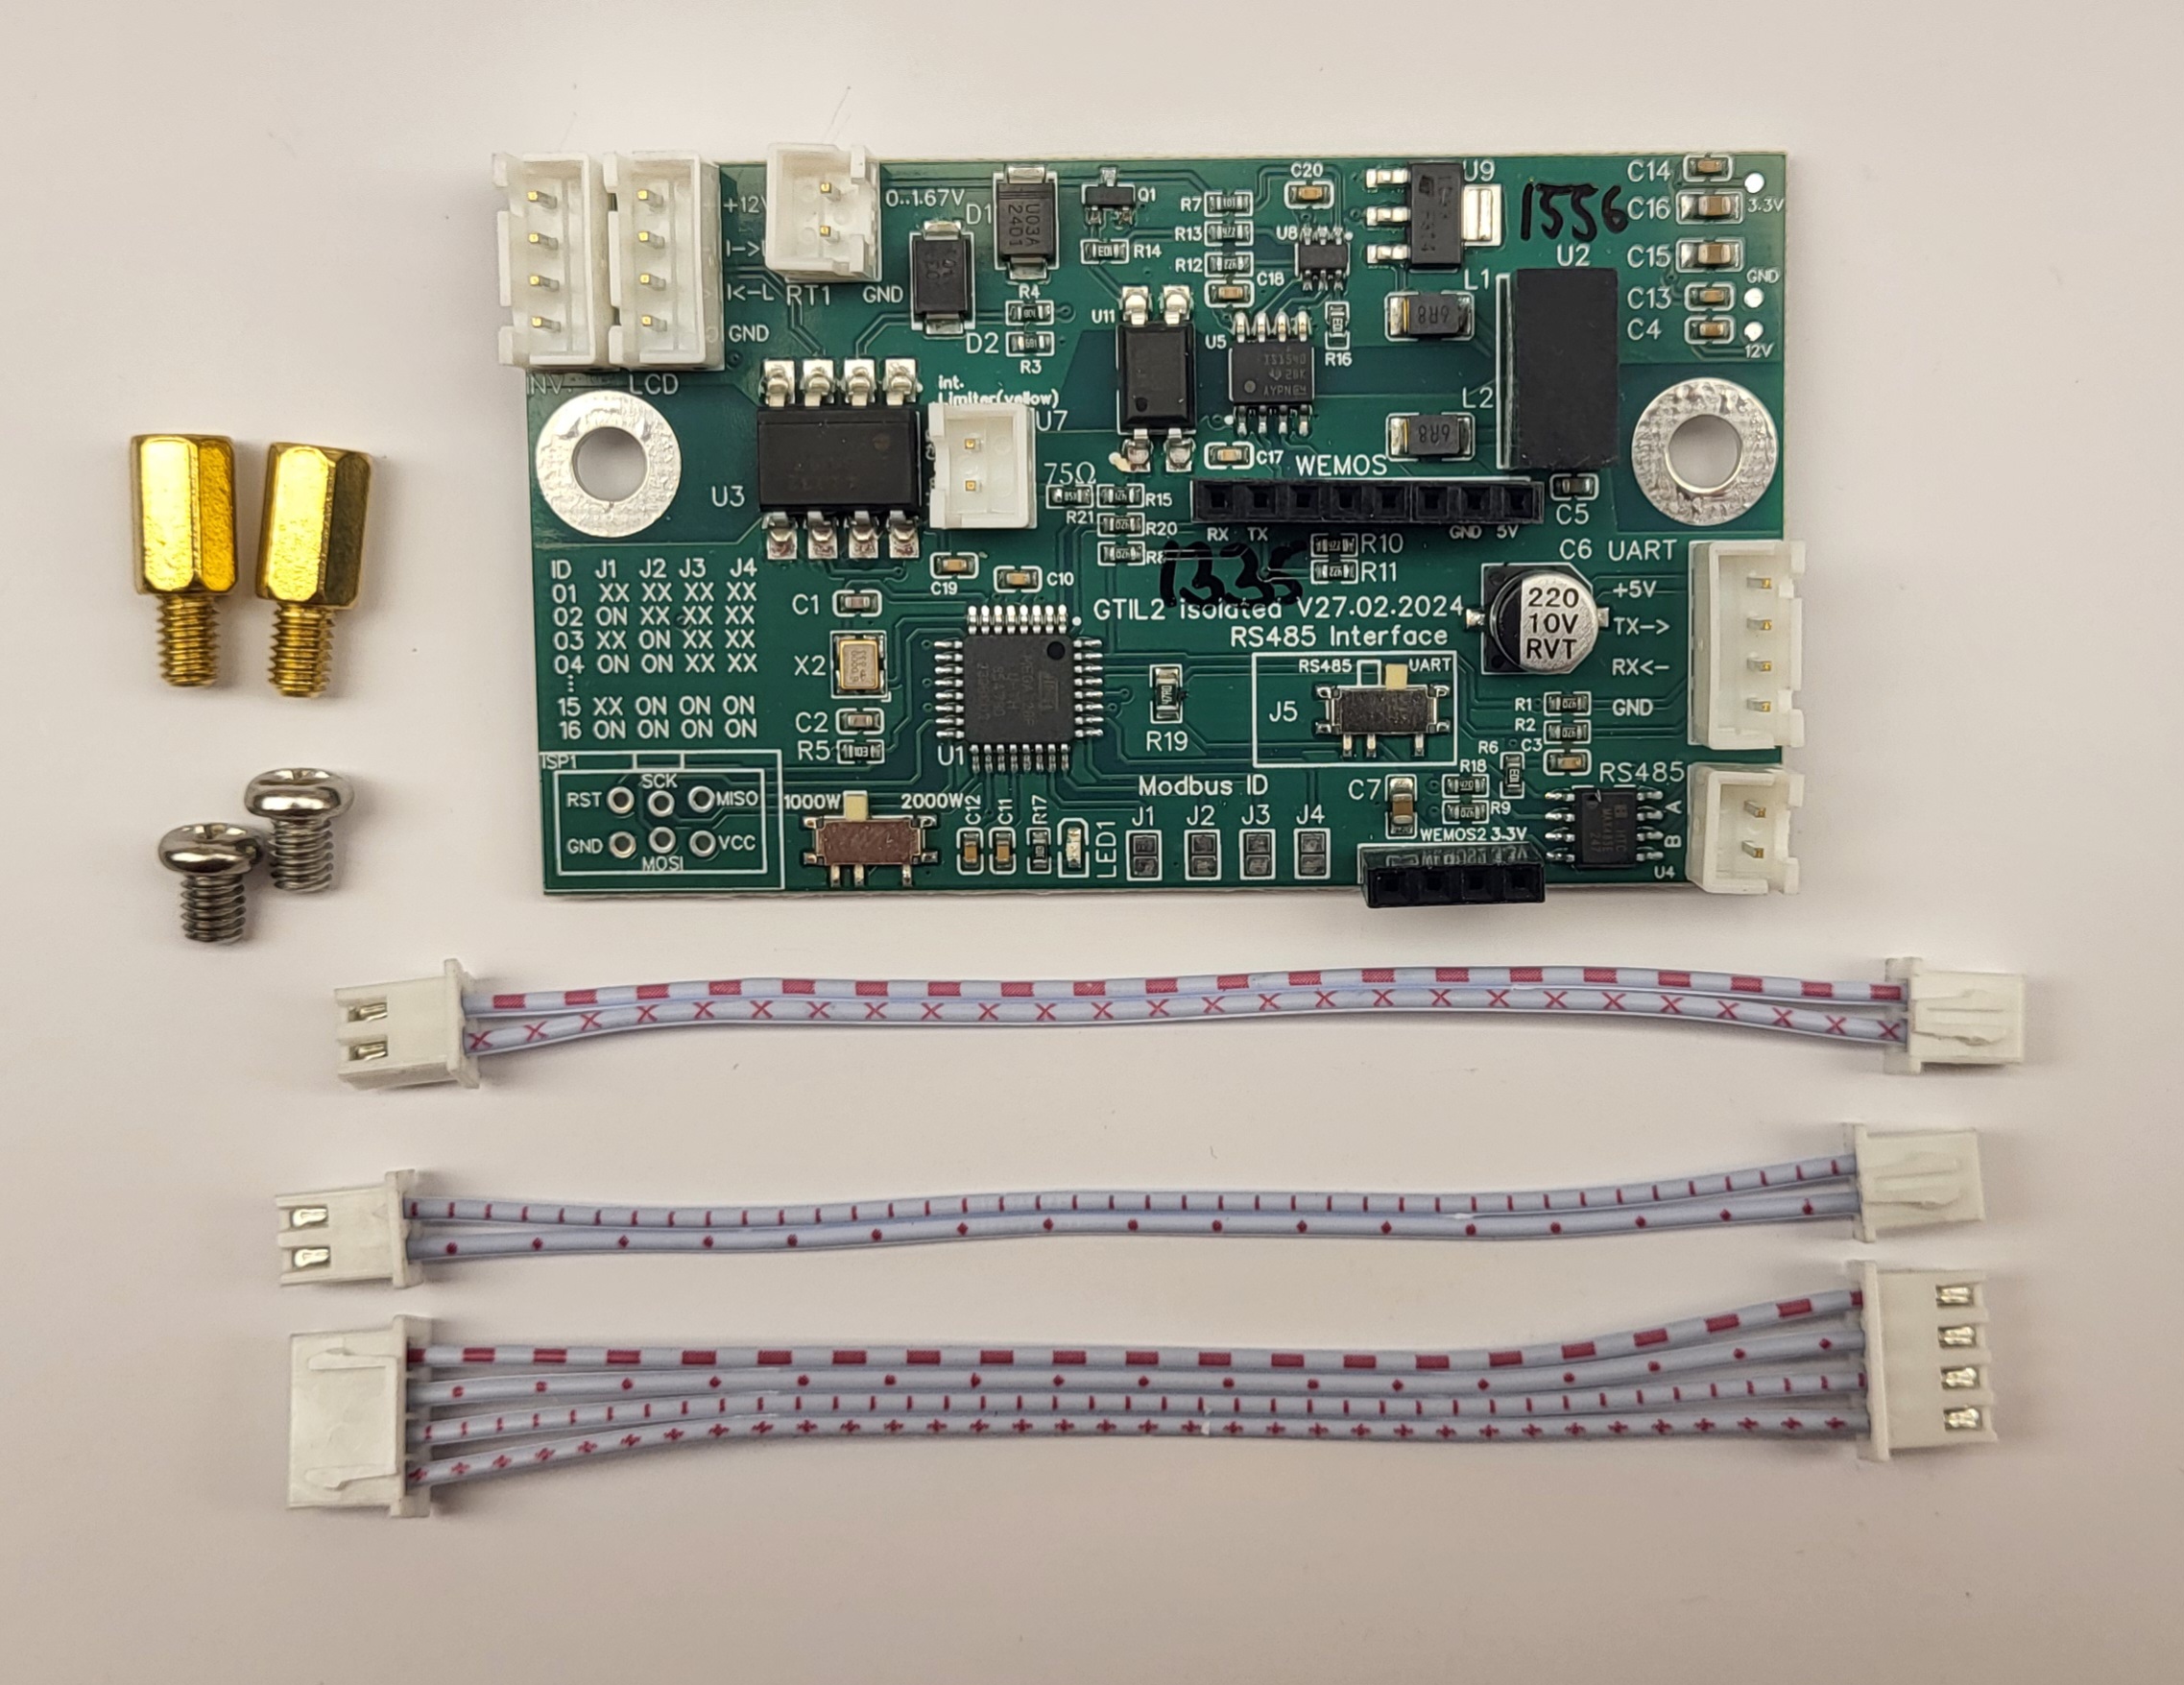 0..1.67V
D1
U03A
2401
Q1
R7
R13
R12
R14
C20
U8
C18
U9
1556
C14
C16
3.3V
C15
U2
GND
C13
C4
12V
+12V
I<-L
GND
RT1
GND
LCD
R4
D2
R3
U11
U5
IS1540
R16
L1
6R8
L2
6R8
int.
Limiter(yellow)
U7
U3
75Ω
R21
R15
R20
R8
C17
WEMOS
RX TX GND 5V
C5
C6 UART
R10
R11
1335
C19
C10
ID J1 J2 J3 J4
01 XX XX XX XX
02 ON XX XX XX
03 XX ON XX XX
04 ON ON XX XX
...
15 XX ON ON ON
16 ON ON ON ON
C1
X2
C2
R5
U1
GTIL2 isolated V27.02.2024
RS485 Interface
220
10V
RVT
+5V
TX->
RX<-
GND
R19
RS485 UART
J5
R1
R2
C3
R6
R18
R9
RS485
A
B
U4
C7
WEMOS2 3.3V
Modbus ID
J1 J2 J3 J4
ISP1
SCK
RST MISO
GND VCC
MOSI
1000W 2000W
C12
C11
R17
LED1